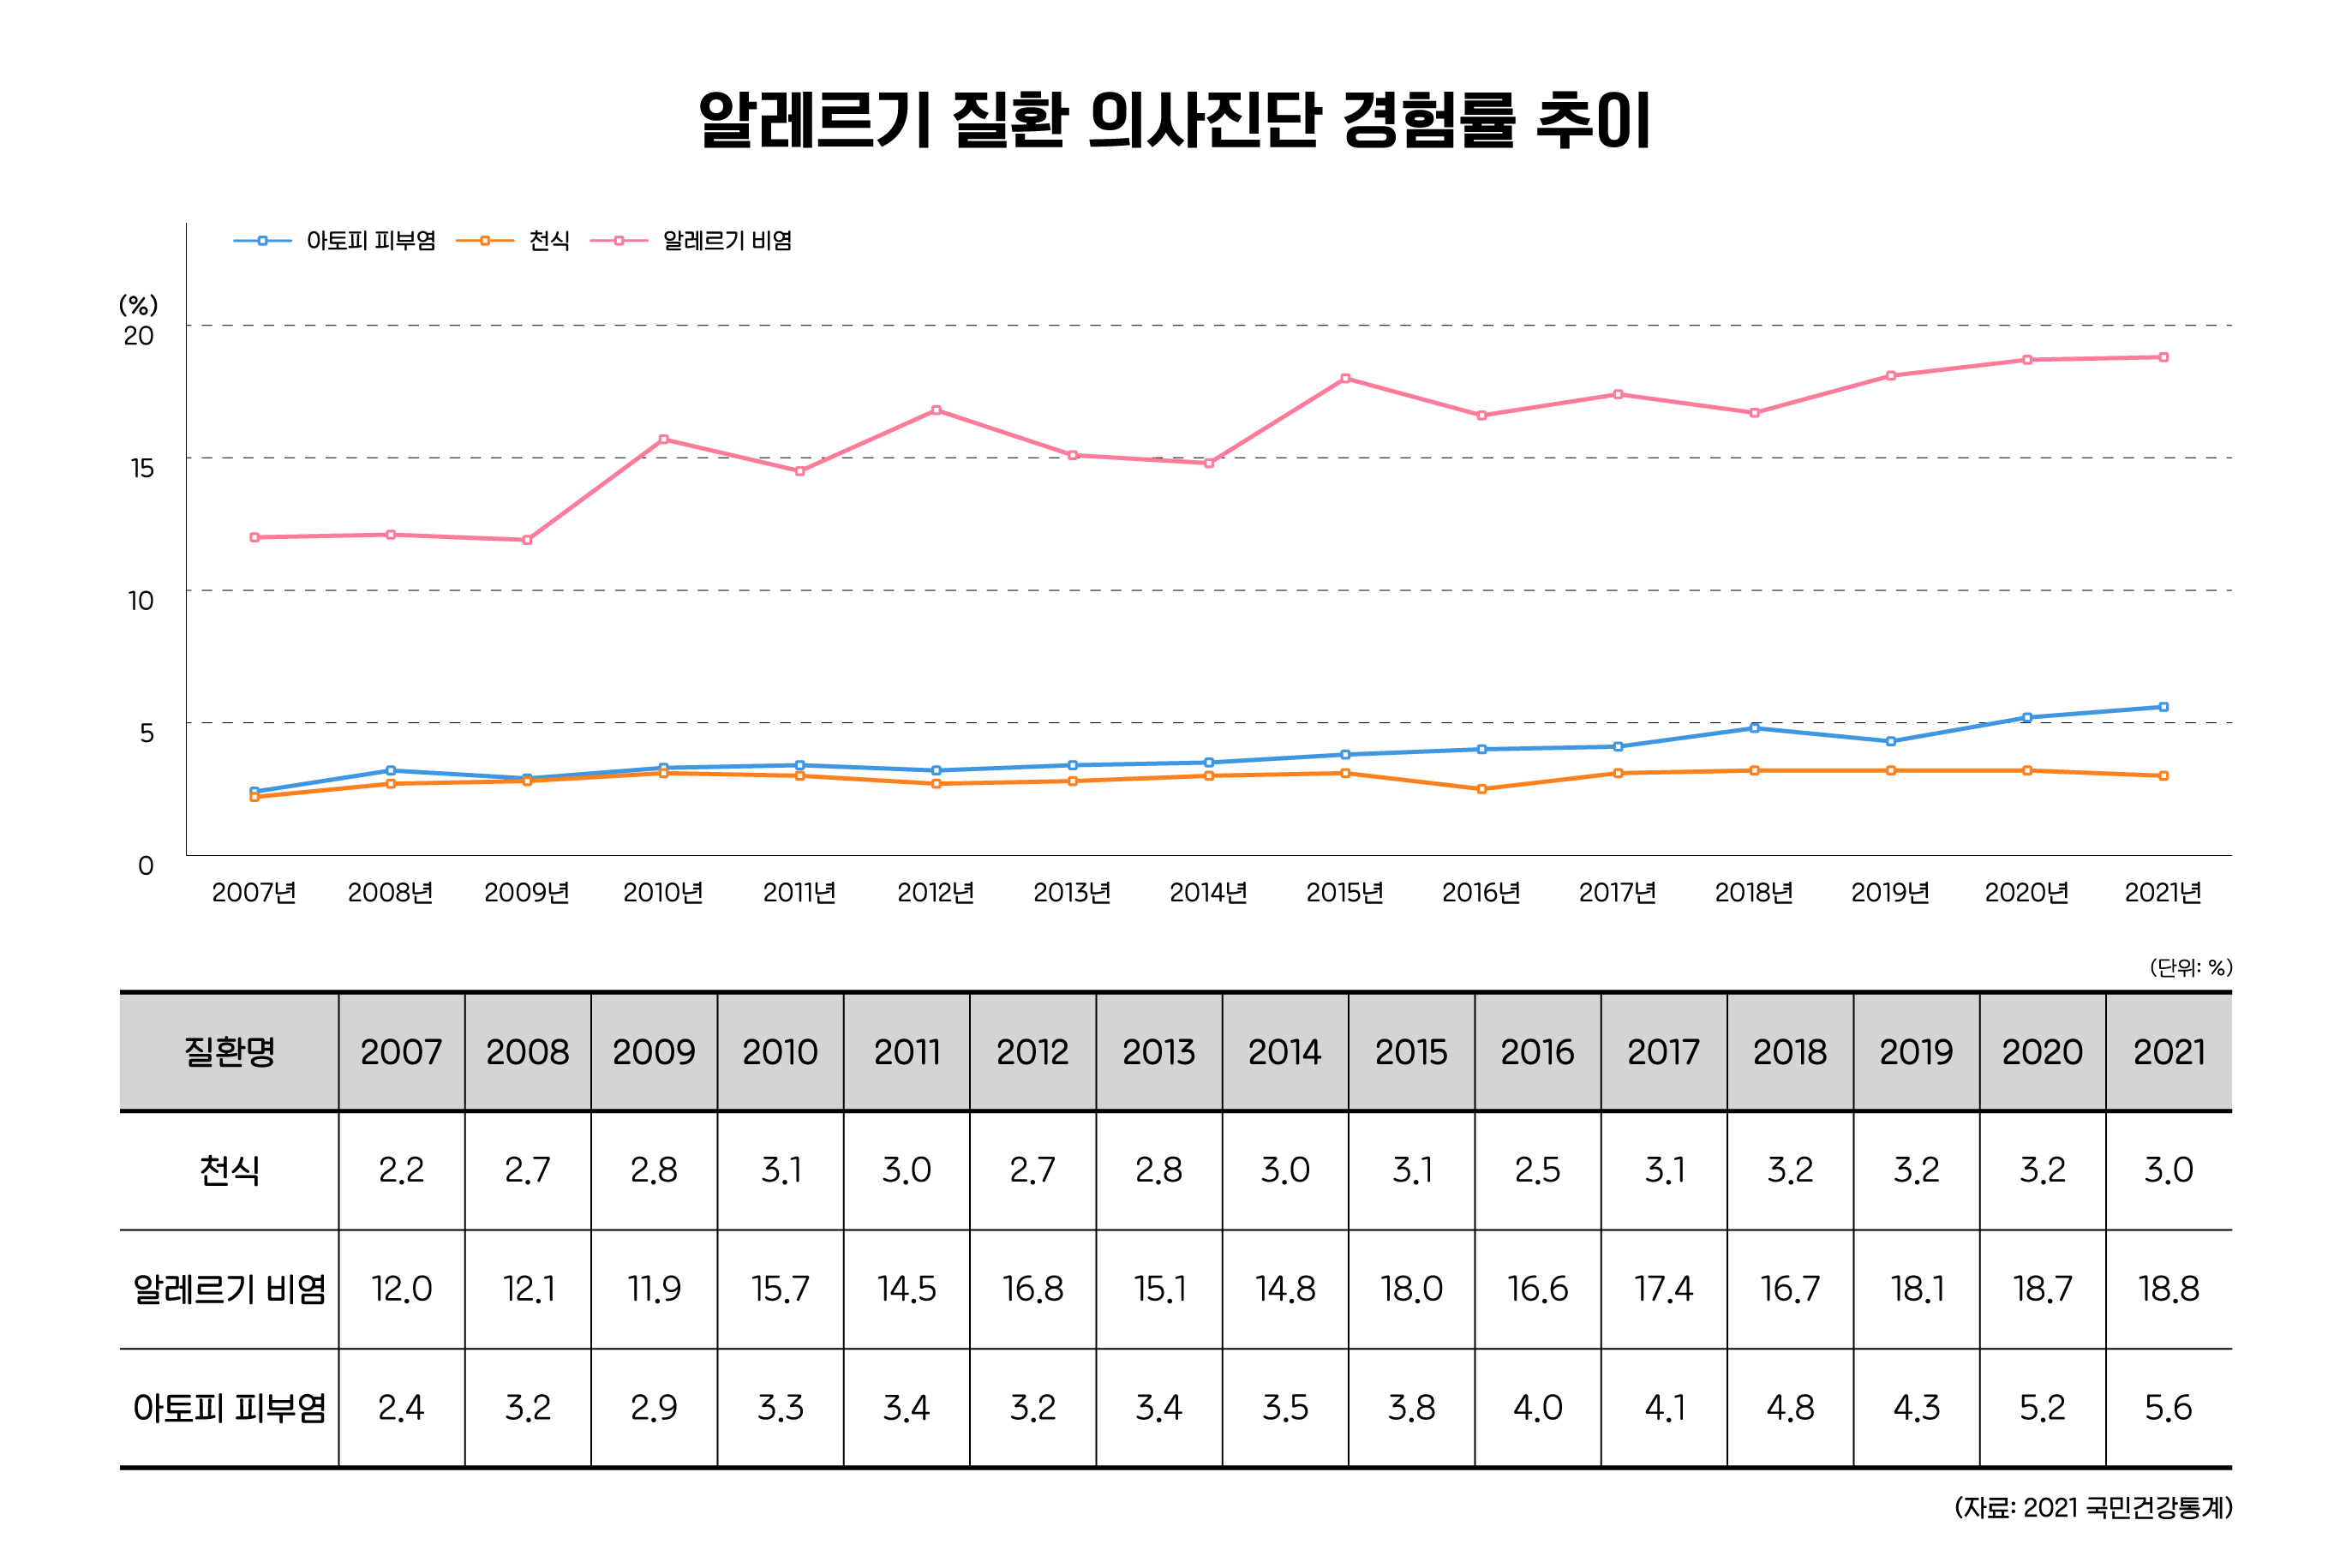 알레르기 질환 의사진단 경험률 추이
아토피 피부염 천식 알레르기 비염
(%)
20
15
10
5
0
2007년 2008년 2009년 2010년 2011년 2012년 2013년 2014년 2015년 2016년 2017년 2018년 2019년 2020년 2021년
(단위: %)
질환명 2007 2008 2009 2010 2011 2012 2013 2014 2015 2016 2017 2018 2019 2020 2021
천식 2.2 2.7 2.8 3.1 3.0 2.7 2.8 3.0 3.1 2.5 3.1 3.2 3.2 3.2 3.0
알레르기 비염 12.0 12.1 11.9 15.7 14.5 16.8 15.1 14.8 18.0 16.6 17.4 16.7 18.1 18.7 18.8
아토피 피부염 2.4 3.2 2.9 3.3 3.4 3.2 3.4 3.5 3.8 4.0 4.1 4.8 4.3 5.2 5.6
(자료: 2021 국민건강통계)